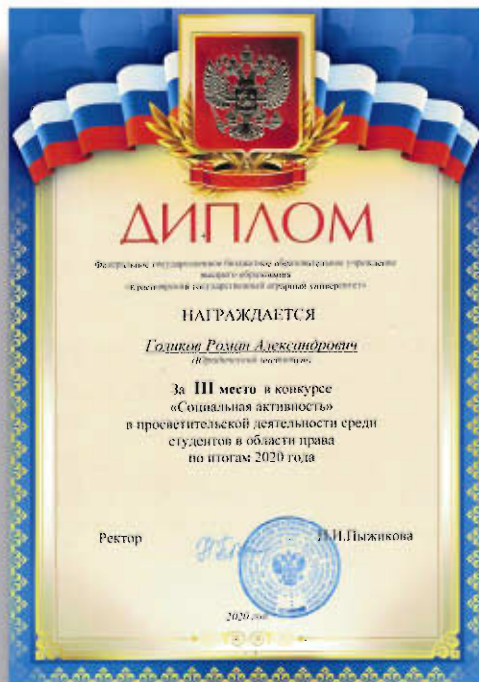 ДИПЛОМ
Федеральное государственное бюджетное образовательное учреждение
высшего образования
«Красноярский государственный аграрный университет»
НАГРАЖДАЕТСЯ
Голиков Роман Александрович
(Юридический институт)
За III место в конкурсе
«Социальная активность»
в просветительской деятельности среди
студентов в области права
по итогам 2020 года
Ректор
Н.И.Пыжикова
2020 год